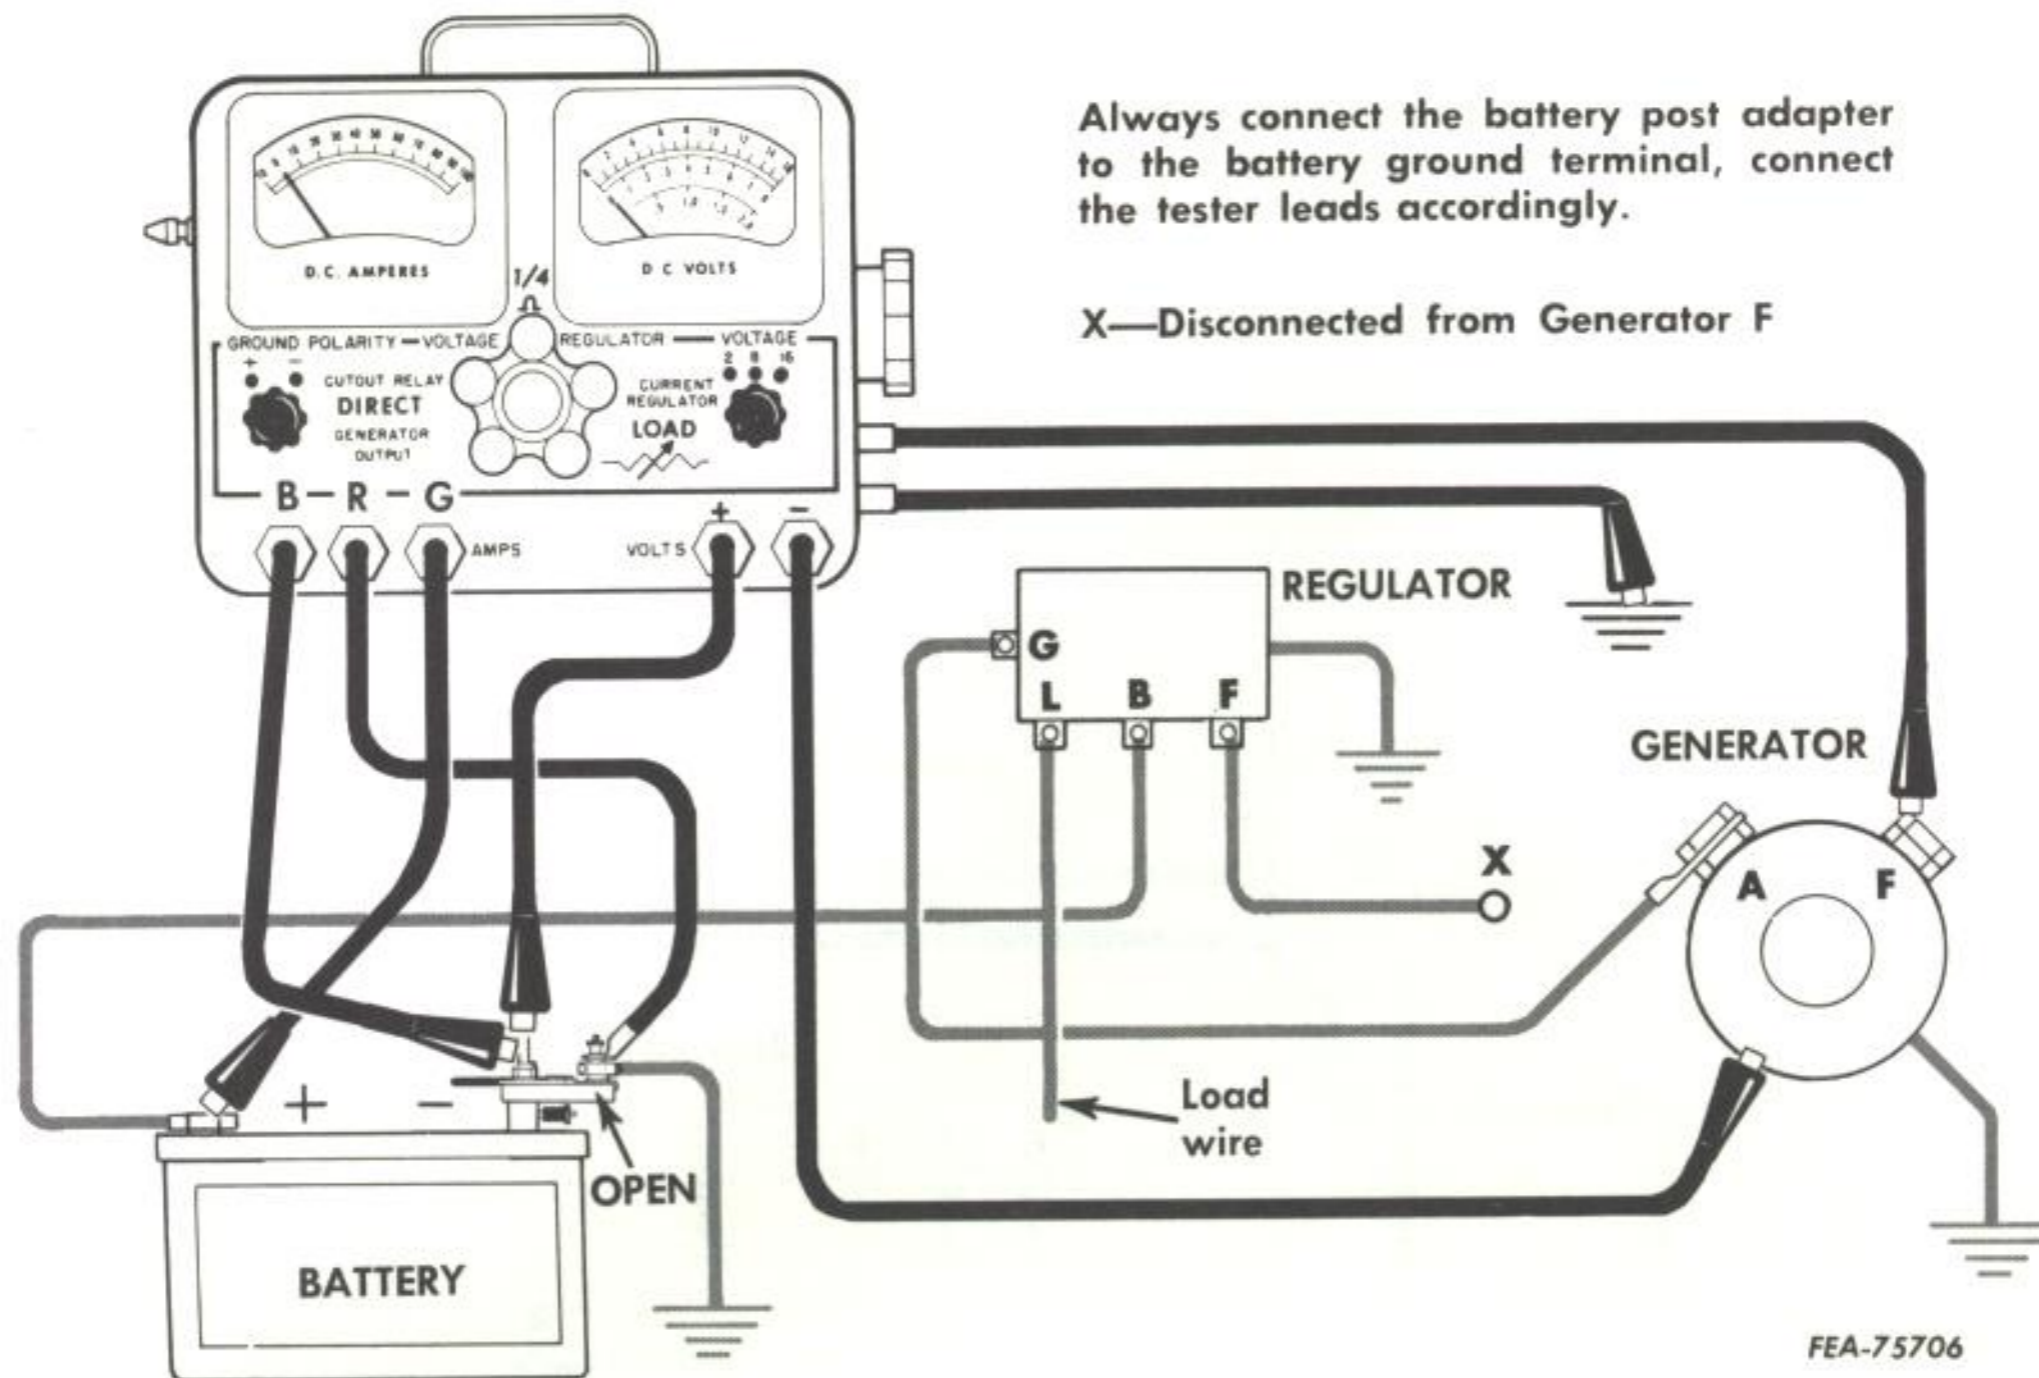 Always connect the battery post adapter
to the battery ground terminal, connect
the tester leads accordingly.
X—Disconnected from Generator F
D.C. AMPERES
D C VOLTS
1/4
GROUND POLARITY — VOLTAGE REGULATOR — VOLTAGE
+ -
2 8 16
CUTOUT RELAY
DIRECT
GENERATOR
OUTPUT
CURRENT
REGULATOR
LOAD
B — R — G
AMPS
VOLTS
+ -
REGULATOR
G
L B F
GENERATOR
A F
X
Load
wire
+ -
OPEN
BATTERY
FEA-75706